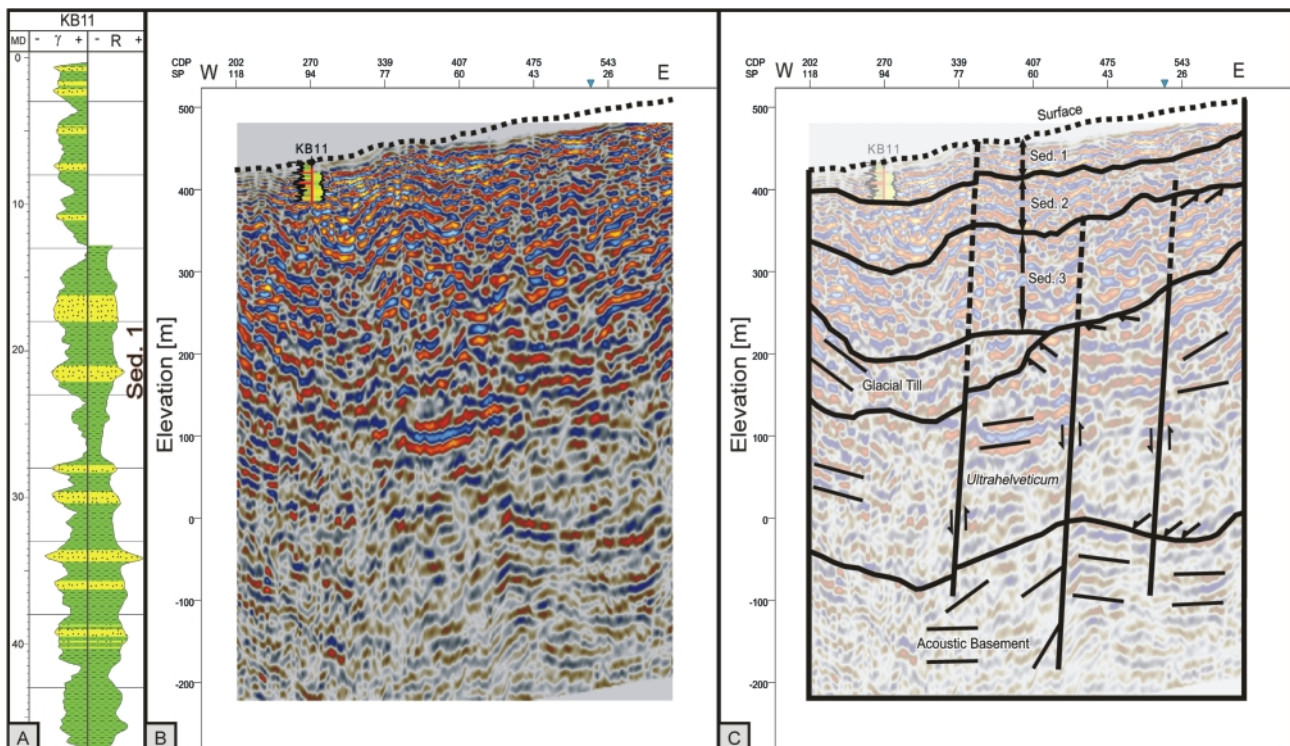 KB11
MD - γ + - R +
0
10
20
30
40
Sed. 1
A
CDP 202 270 339 407 475 543
SP 118 94 77 60 43 26
W E
Elevation [m]
500
400
300
200
100
0
-100
-200
KB11
B
CDP 202 270 339 407 475 543
SP 118 94 77 60 43 26
W E
Elevation [m]
500
400
300
200
100
0
-100
-200
Surface
KB11
Sed. 1
Sed. 2
Sed. 3
Glacial Till
Ultrahelveticum
Acoustic Basement
C